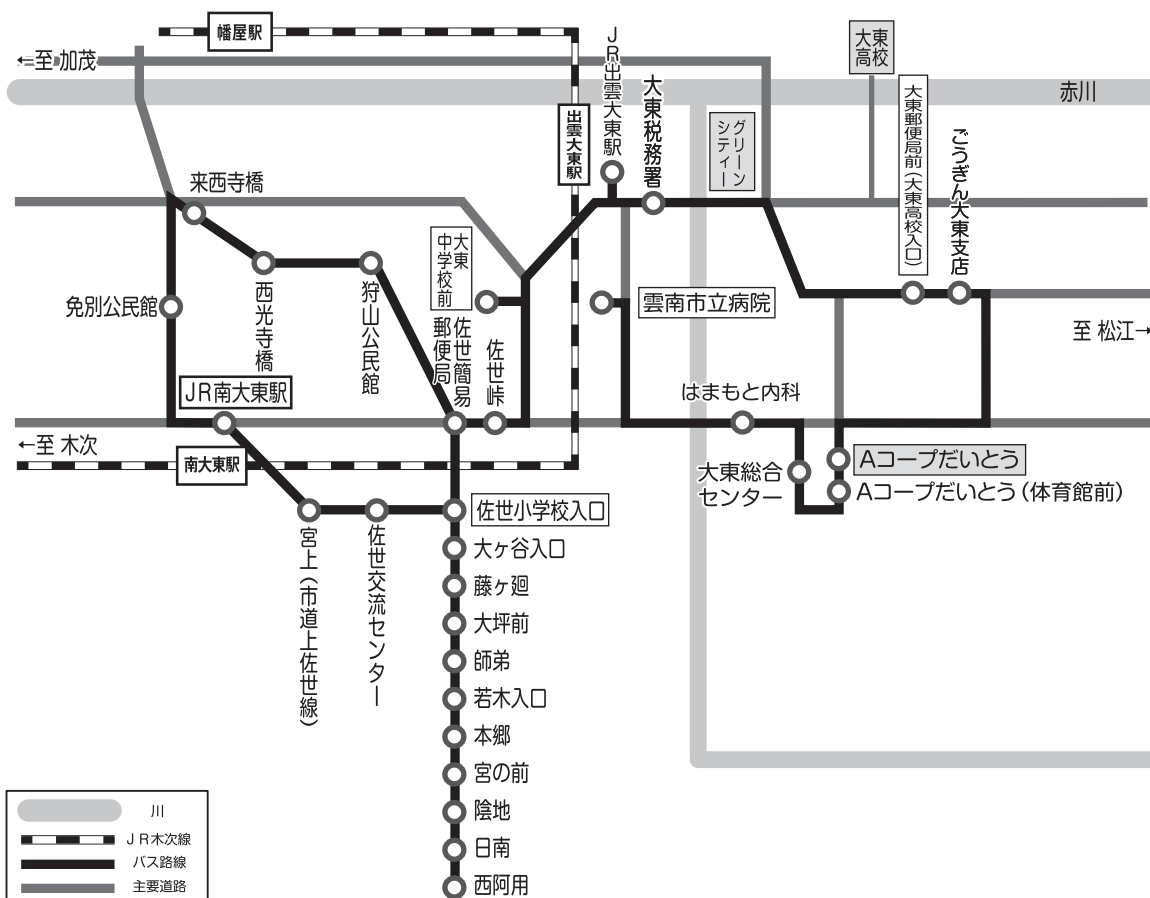 幡屋駅
←至 加茂
JR出雲大東駅
大東税務署
出雲大東駅
グリーン
シティー
大東
高校
赤川
大東郵便局前(大東高校入口)
ごうぎん大東支店
来西寺橋
大東
中学校前
免別公民館
西光寺橋
狩山公民館
佐世簡易
郵便局
佐世峠
雲南市立病院
至 松江→
JR南大東駅
はまもと内科
←至 木次
南大東駅
大東総合
センター
Aコープだいとう
Aコープだいとう(体育館前)
宮上(市道上佐世線)
佐世交流センター
佐世小学校入口
大ヶ谷入口
藤ヶ廻
大坪前
師弟
若木入口
本郷
宮の前
陰地
日南
西阿用
川
JR木次線
バス路線
主要道路